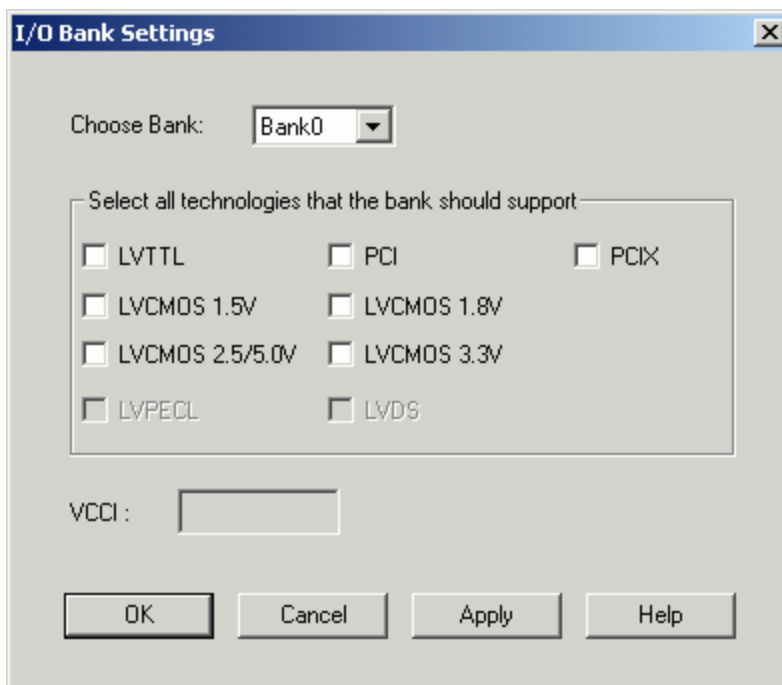 I/O Bank Settings
Choose Bank: Bank0
Select all technologies that the bank should support
LVTTL PCI PCIX
LVCMOS 1.5V LVCMOS 1.8V
LVCMOS 2.5/5.0V LVCMOS 3.3V
LVPECL LVDS
VCCI :
OK Cancel Apply Help